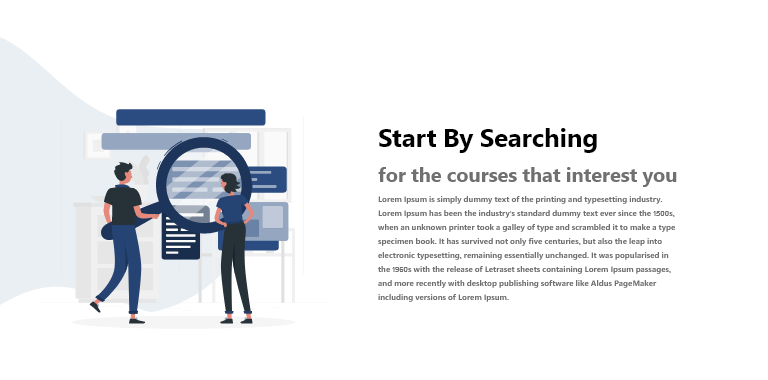 Start By Searching
for the courses that interest you
Lorem Ipsum is simply dummy text of the printing and typesetting industry.
Lorem Ipsum has been the industry's standard dummy text ever since the 1500s,
when an unknown printer took a galley of type and scrambled it to make a type
specimen book. It has survived not only five centuries, but also the leap into
electronic typesetting, remaining essentially unchanged. It was popularised in
the 1960s with the release of Letraset sheets containing Lorem Ipsum passages,
and more recently with desktop publishing software like Aldus PageMaker
including versions of Lorem Ipsum.